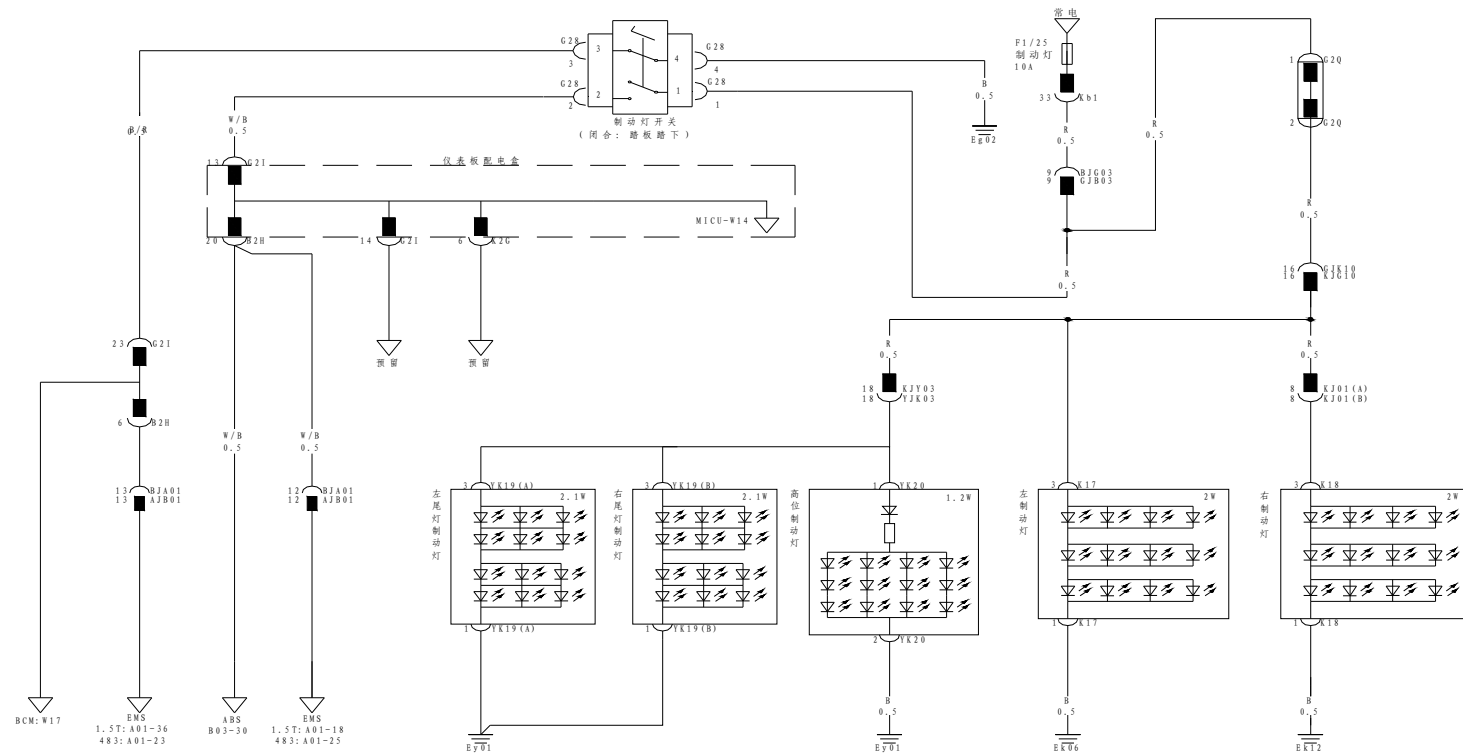 常电
F1/25
制动灯
10A
33 Kb1
R
0.5
9 BJG03
9 GJB03
R
0.5
R
0.5
1 G2Q
2 G2Q
R
0.5
16 GJK10
16 KJG10
G28
3
3
G28
2
2
4
G28
4
1
G28
1
制动灯开关
(闭合: 踏板踏下)
B
0.5
Eg02
B/R
0.5
W/B
0.5
13 G2I
仪表板配电盒
MICU-W14
20 B2H
14 G2I
6 K2G
预留
预留
23 G2I
6 B2H
W/B
0.5
W/B
0.5
13 BJA01
13 AJB01
12 BJA01
12 AJB01
BCM:W17
EMS
1.5T:A01-36
483:A01-23
ABS
B03-30
EMS
1.5T:A01-18
483:A01-25
R
0.5
18 KJY03
18 YJK03
R
0.5
8 KJ01(A)
8 KJ01(B)
3 YK19(A)
左尾灯制动灯
2.1W
1 YK19(A)
3 YK19(B)
右尾灯制动灯
2.1W
1 YK19(B)
1 YK20
高位制动灯
1.2W
2 YK20
3 K17
左制动灯
2W
1 K17
3 K18
右制动灯
2W
1 K18
Ey01
B
0.5
Ey01
B
0.5
Ek06
B
0.5
Ek12